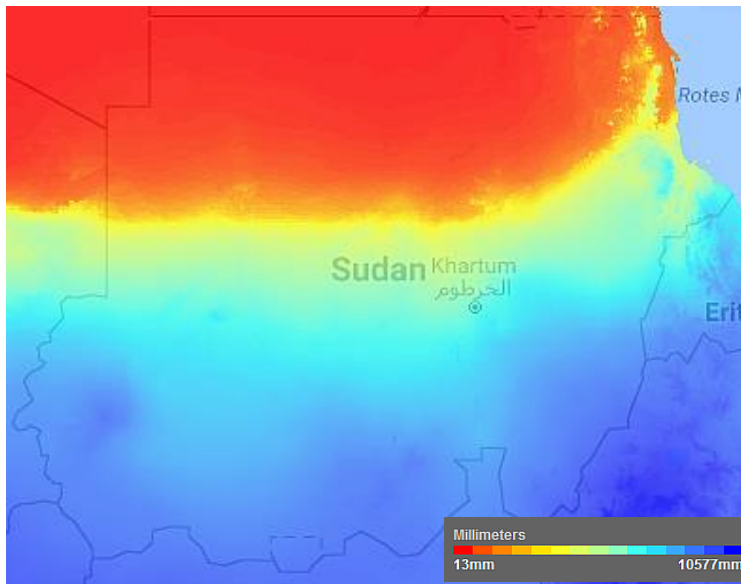 Rotes M
Sudan
Khartum
الخرطوم
Erit
Millimeters
13mm
10577mm